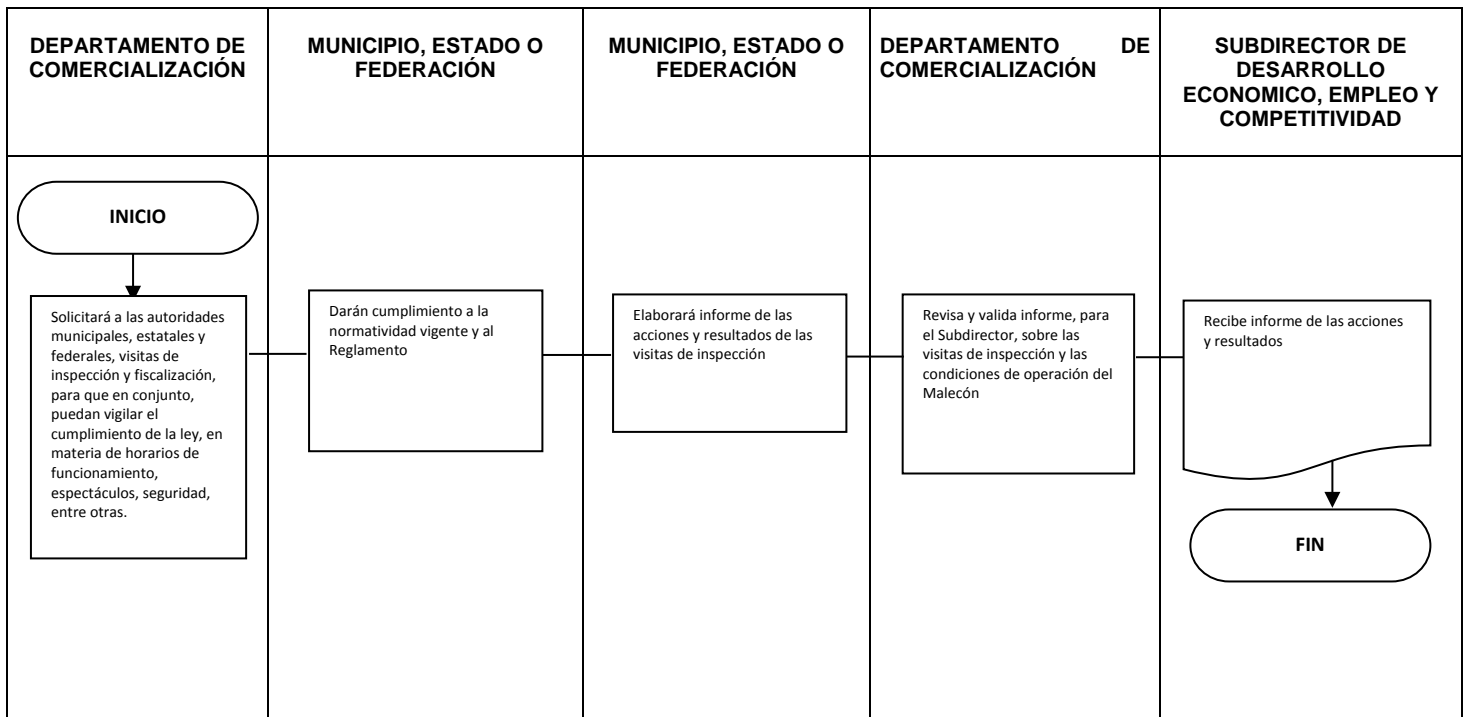 DEPARTAMENTO DE
COMERCIALIZACIÓN
MUNICIPIO, ESTADO O
FEDERACIÓN
MUNICIPIO, ESTADO O
FEDERACIÓN
DEPARTAMENTO DE
COMERCIALIZACIÓN
SUBDIRECTOR DE
DESARROLLO
ECONOMICO, EMPLEO Y
COMPETITIVIDAD
INICIO
Solicitará a las autoridades
municipales, estatales y
federales, visitas de
inspección y fiscalización,
para que en conjunto,
puedan vigilar el
cumplimiento de la ley, en
materia de horarios de
funcionamiento,
espectáculos, seguridad,
entre otras.
Darán cumplimiento a la
normatividad vigente y al
Reglamento
Elaborará informe de las
acciones y resultados de las
visitas de inspección
Revisa y valida informe, para
el Subdirector, sobre las
visitas de inspección y las
condiciones de operación del
Malecón
Recibe informe de las acciones
y resultados
FIN